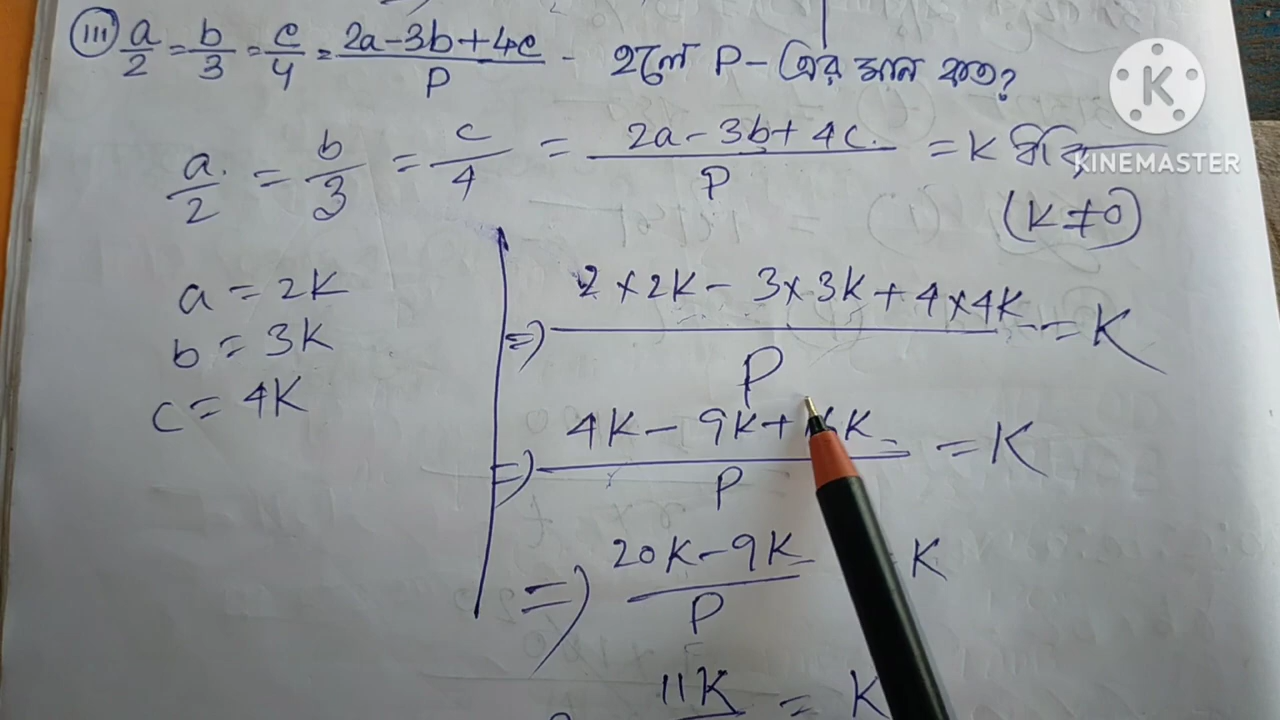 (iii) a/2 = b/3 = c/4 = (2a-3b+4c)/P - হলে P-এর মান কত?
K
KINEMASTER
a/2 = b/3 = c/4 = (2a-3b+4c)/P = K ধরি
(K≠0)
a = 2K
b = 3K
c = 4K
⇒ (2×2K - 3×3K + 4×4K)/P = K
⇒ (4K - 9K + 16K)/P = K
⇒ (20K - 9K)/P = K
11K = K